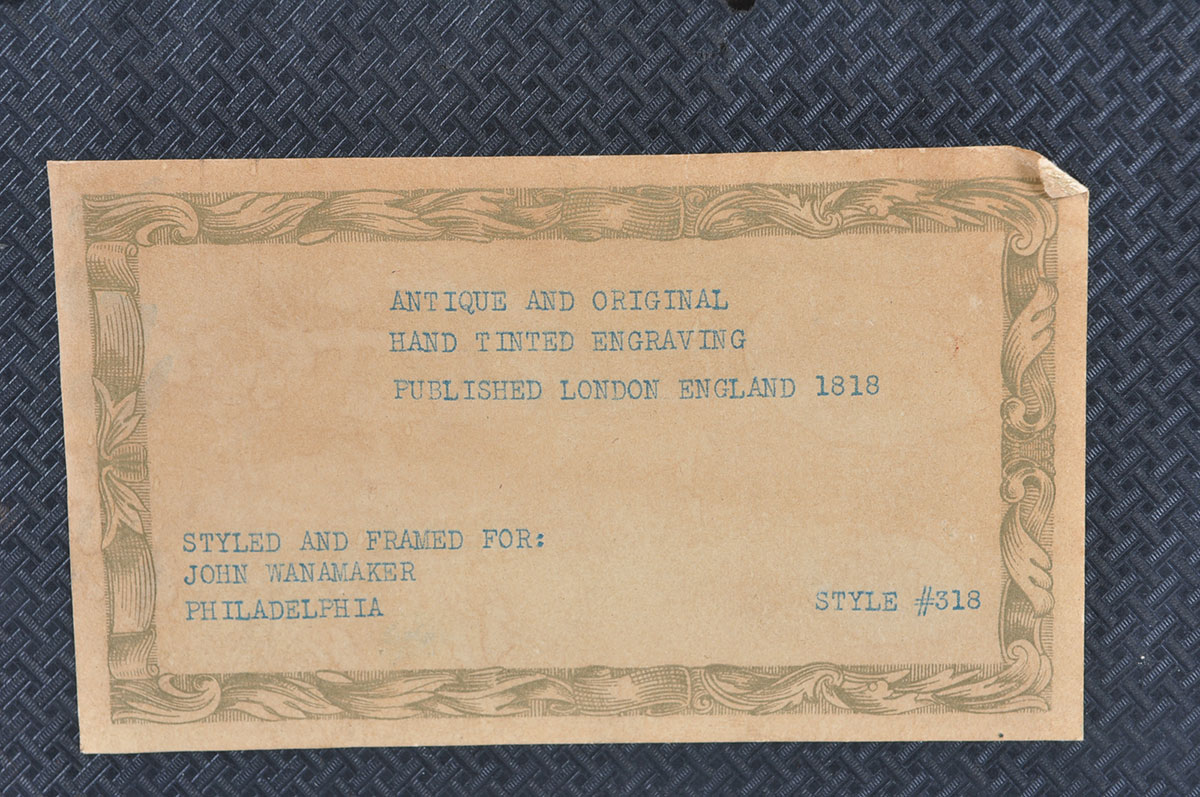 ANTIQUE AND ORIGINAL
HAND TINTED ENGRAVING
PUBLISHED LONDON ENGLAND 1818
STYLED AND FRAMED FOR:
JOHN WANAMAKER
PHILADELPHIA
STYLE #318